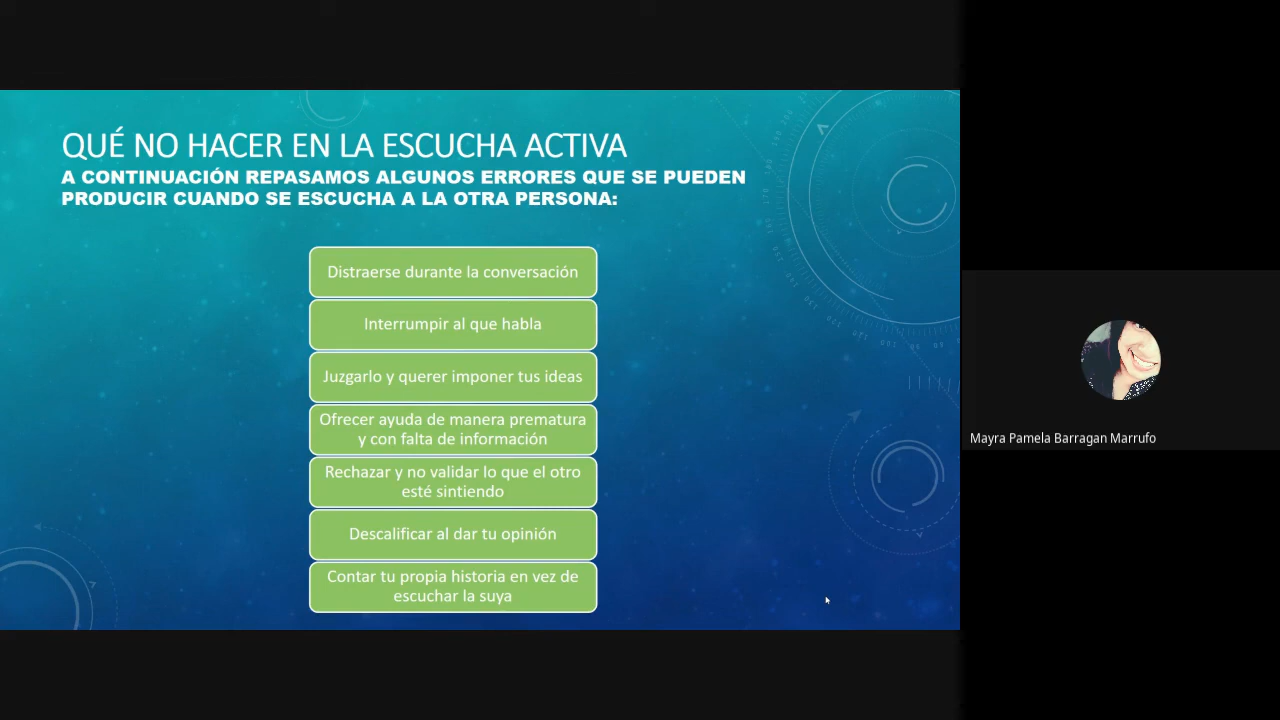 QUÉ NO HACER EN LA ESCUCHA ACTIVA
A CONTINUACIÓN REPASAMOS ALGUNOS ERRORES QUE SE PUEDEN
PRODUCIR CUANDO SE ESCUCHA A LA OTRA PERSONA:
Distraerse durante la conversación
Interrumpir al que habla
Juzgarlo y querer imponer tus ideas
Ofrecer ayuda de manera prematura
y con falta de información
Rechazar y no validar lo que el otro
esté sintiendo
Descalificar al dar tu opinión
Contar tu propia historia en vez de
escuchar la suya
Mayra Pamela Barragan Marrufo